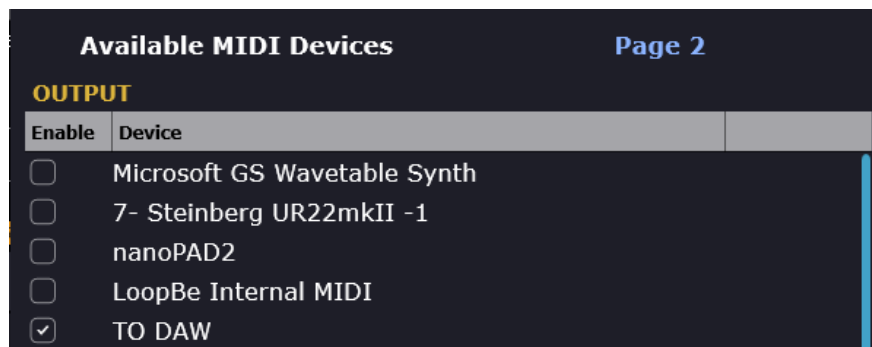 Available MIDI Devices Page 2
OUTPUT
Enable Device
Microsoft GS Wavetable Synth
7- Steinberg UR22mkII -1
nanoPAD2
LoopBe Internal MIDI
TO DAW